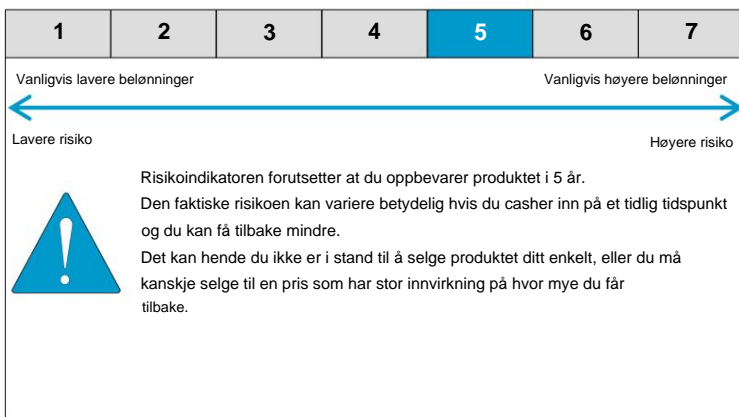 1 2 3 4 5 6 7
Vanligvis lavere belønninger Vanligvis høyere belønninger
Lavere risiko Høyere risiko
Risikoindikatoren forutsetter at du oppbevarer produktet i 5 år.
Den faktiske risikoen kan variere betydelig hvis du casher inn på et tidlig tidspunkt
og du kan få tilbake mindre.
Det kan hende du ikke er i stand til å selge produktet ditt enkelt, eller du må
kanskje selge til en pris som har stor innvirkning på hvor mye du får
tilbake.